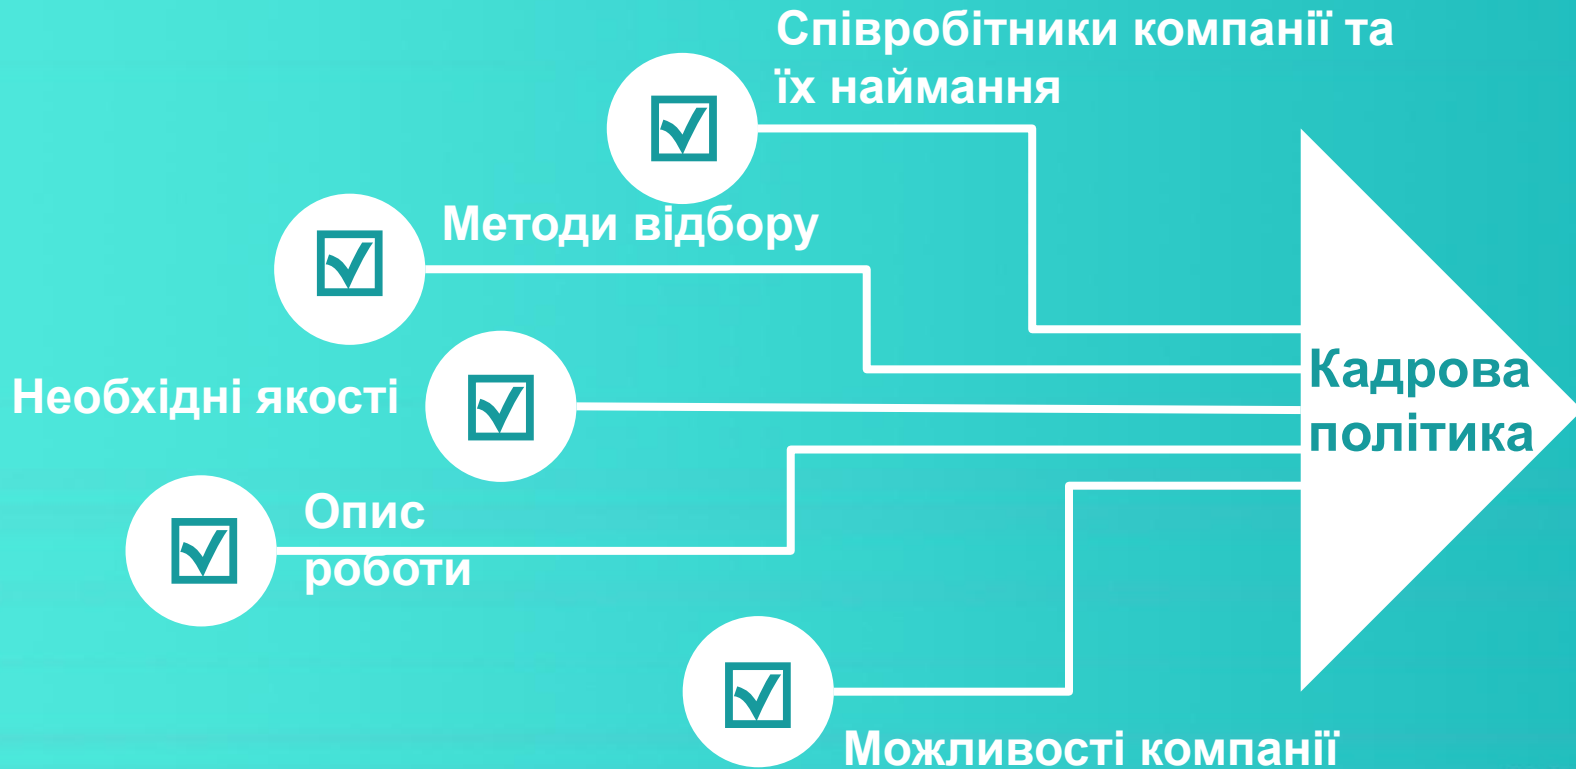 Співробітники компанії та
їх наймання
Методи відбору
Необхідні якості
Опис
роботи
Можливості компанії
Кадрова
політика